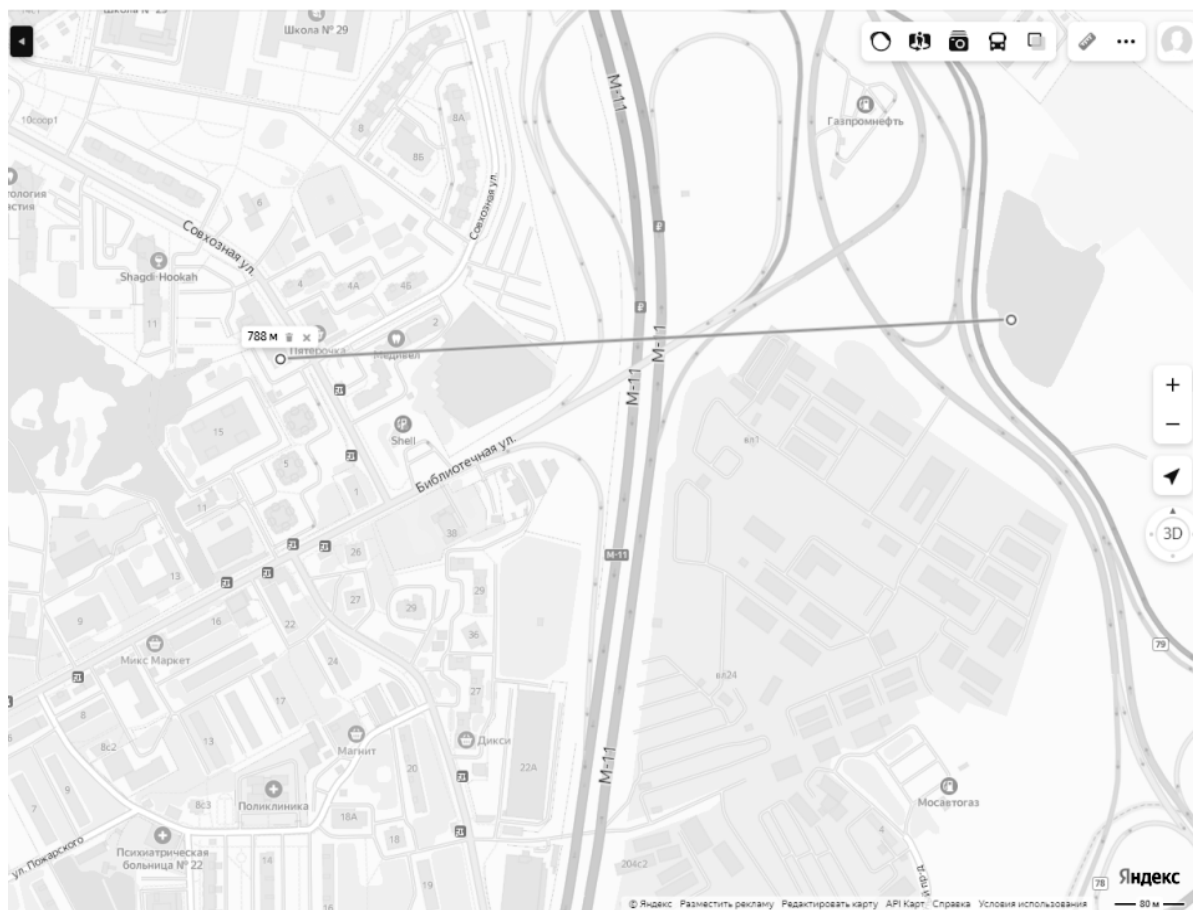 Школа № 29
10соор1
8
8А
8Б
М-11
Газпромнефть
6
Совхозная ул.
Совхозная ул.
Shagdi Hookah
4
4А
4Б
11
2
788 м
Пятёрочка
Медивел
М-11
М-11
15
Shell
вл1
5
Библиотечная ул.
1
11
38
3D
М-11
26
13
27
29
29
9
16
22
36
79
Микс Маркет
24
вл24
27
8
17
8с2
13
Магнит
Дикси
20
22А
М-11
9
7
Поликлиника
8с3
18А
Мосавтогаз
4
18
ул. Пожарского
Психиатрическая
больница № 22
14
19
204с2
й пр-д
78
Яндекс
© Яндекс Разместить рекламу Редактировать карту API Карт Справка Условия использования
80 м